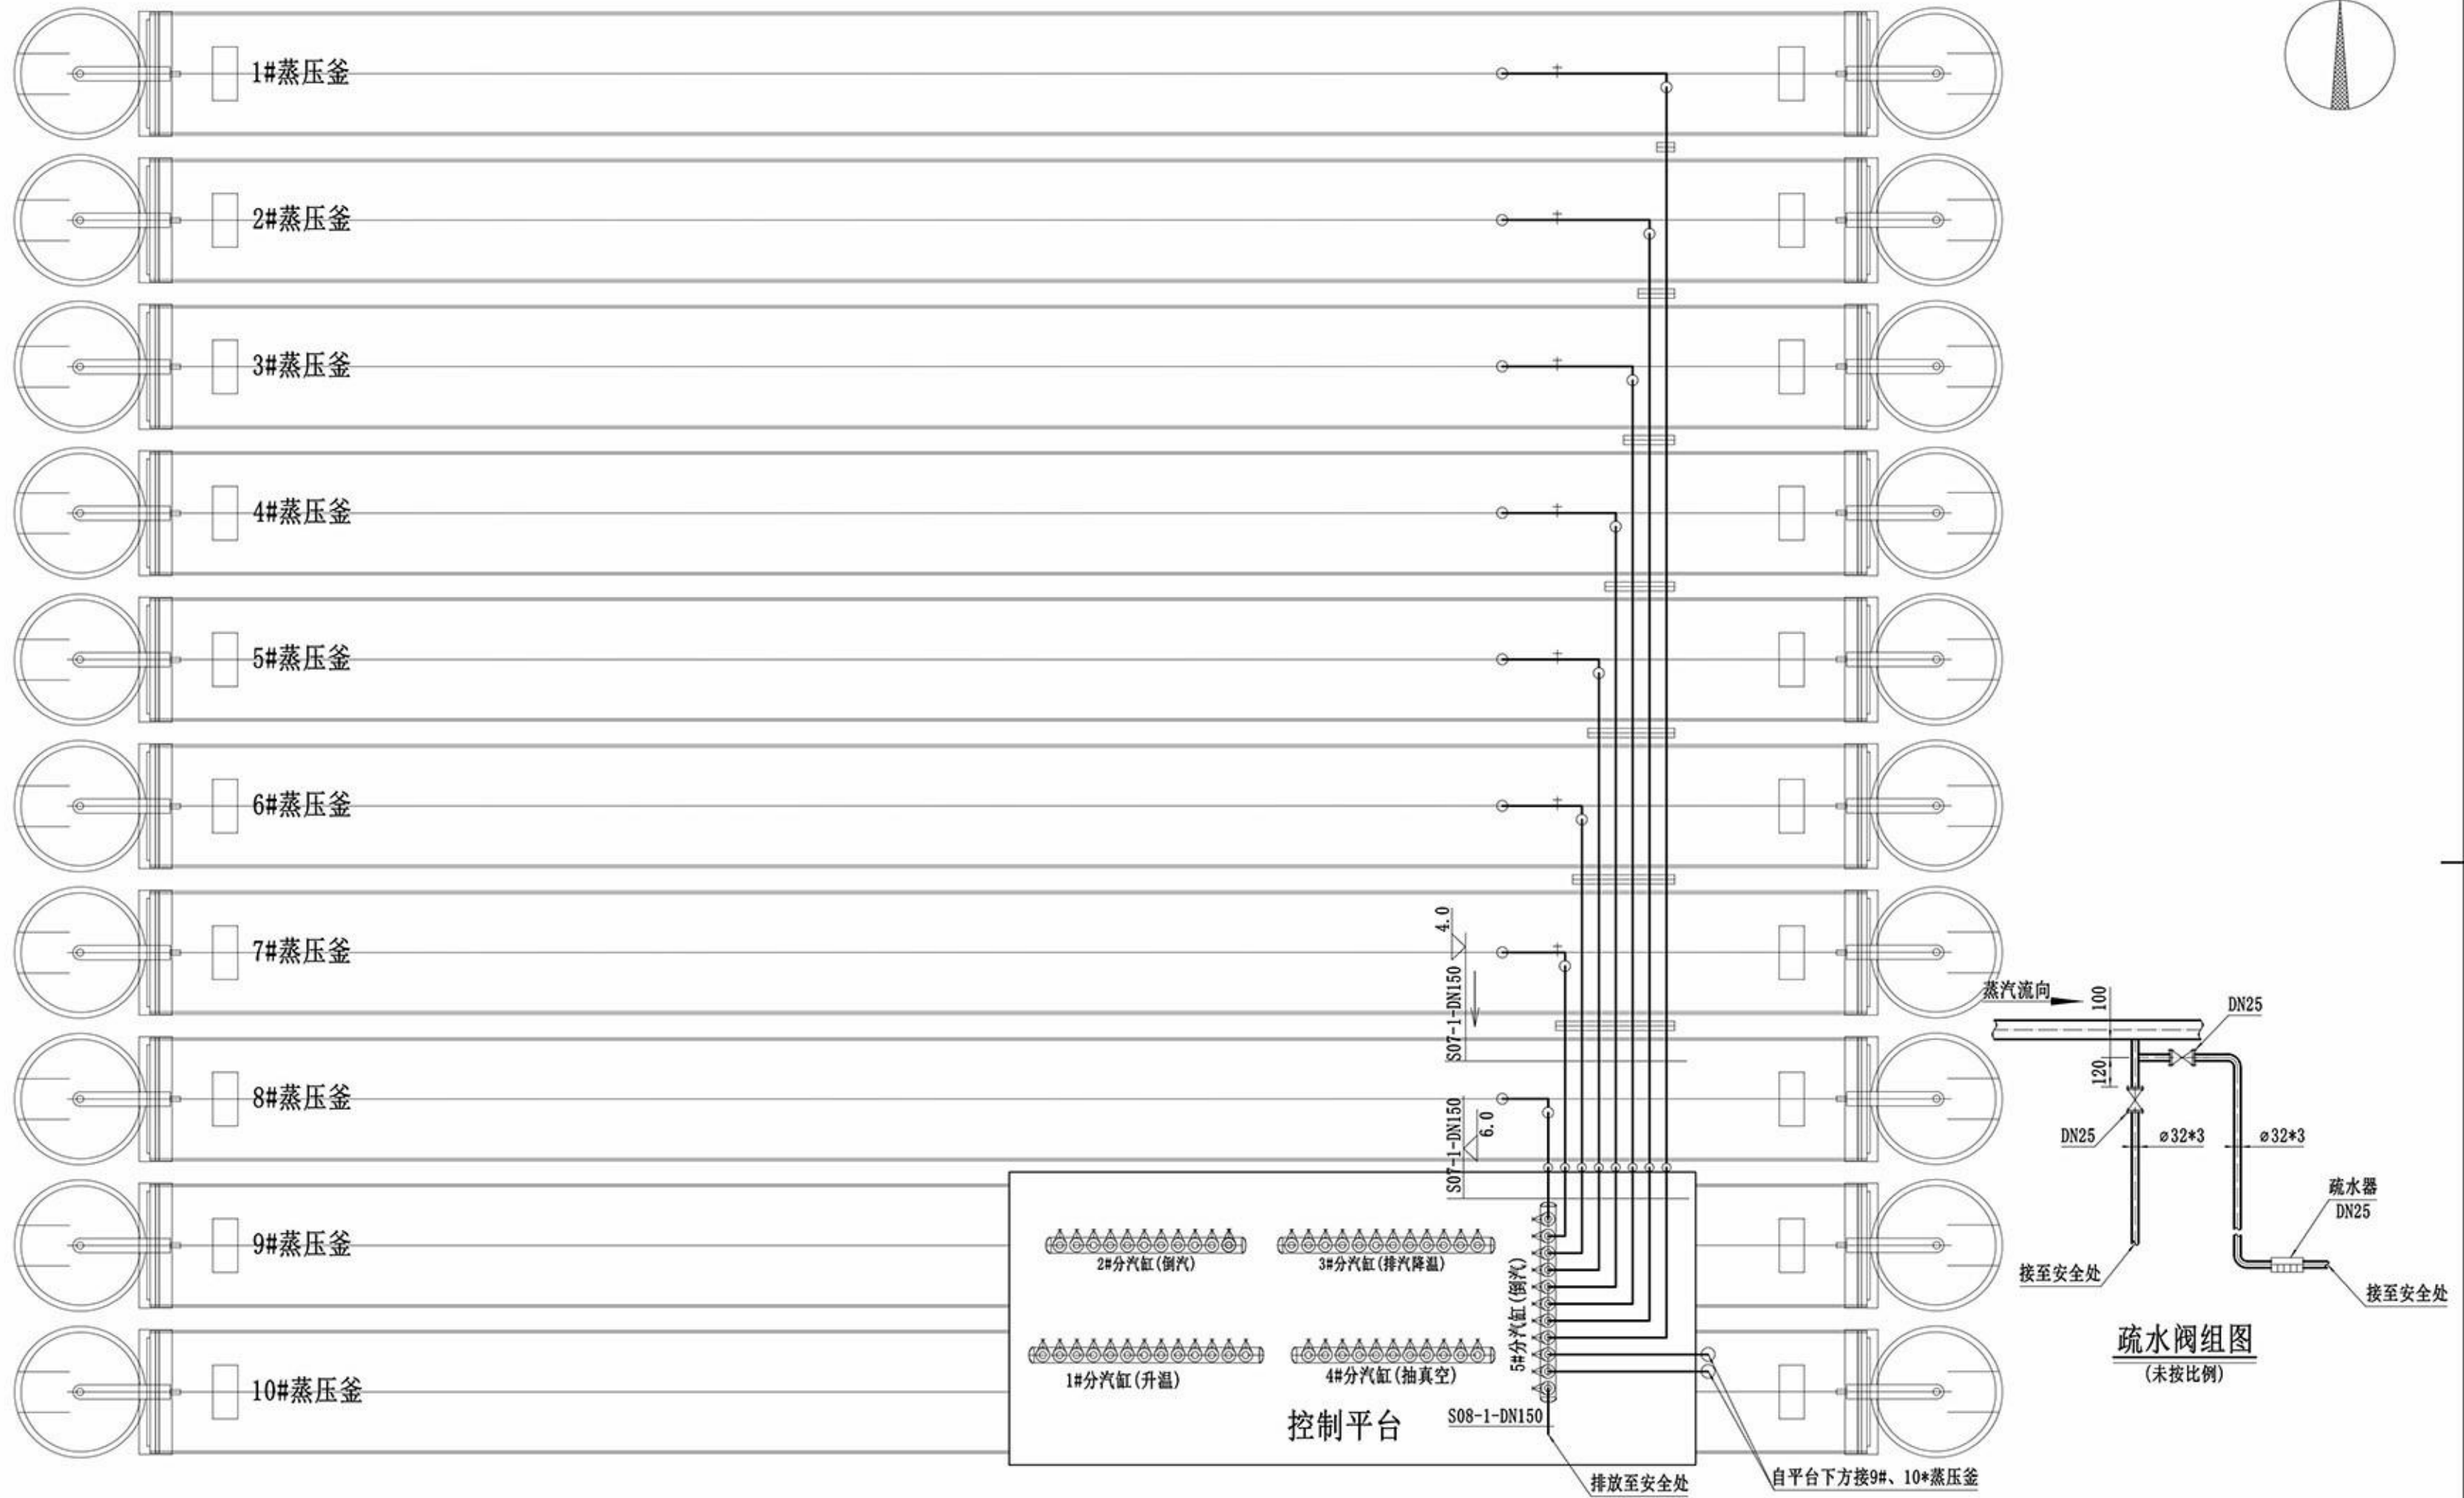 1#蒸压釜
2#蒸压釜
3#蒸压釜
4#蒸压釜
5#蒸压釜
6#蒸压釜
7#蒸压釜
4.0
S07-1-DN150
8#蒸压釜
S07-1-DN150
6.0
9#蒸压釜
2#分汽缸(倒汽)
3#分汽缸(排汽降温)
5#分汽缸(倒汽)
10#蒸压釜
1#分汽缸(升温)
4#分汽缸(抽真空)
控制平台
S08-1-DN150
排放至安全处
自平台下方接9#、10*蒸压釜
蒸汽流向
100
DN25
120
DN25
ø32*3
ø32*3
疏水器
DN25
接至安全处
接至安全处
疏水阀组图
(未按比例)